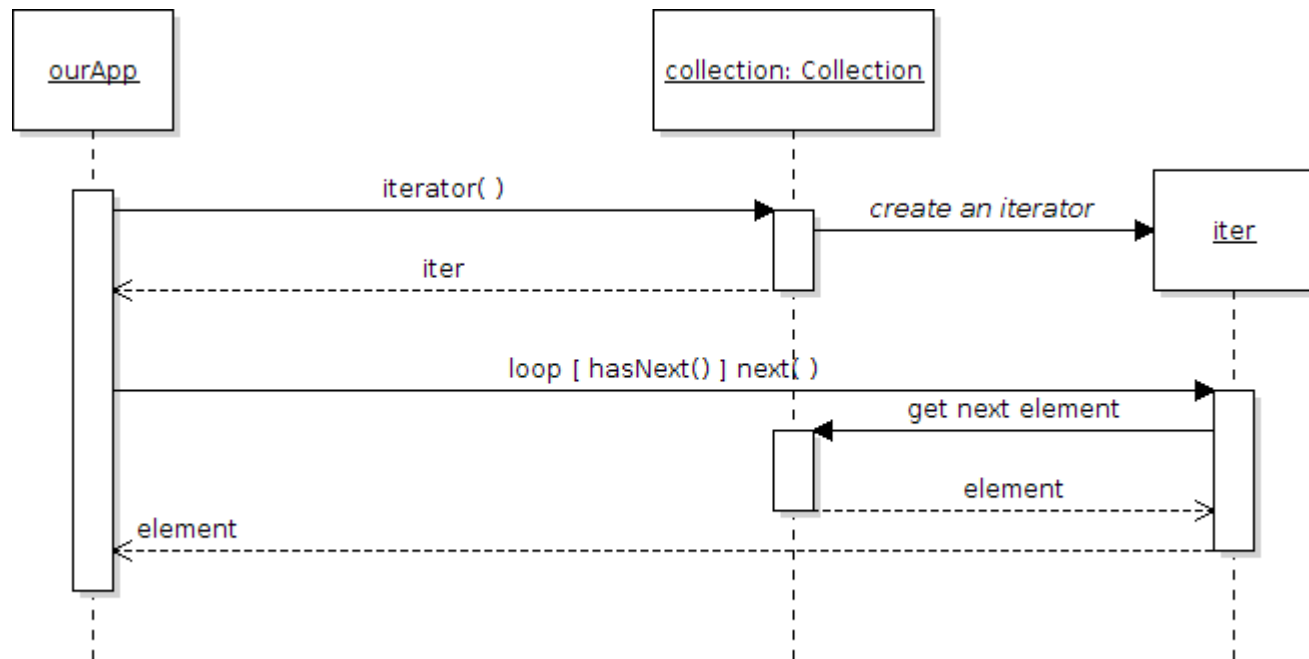 ourApp
collection: Collection
iterator( )
create an iterator
iter
iter
loop [ hasNext() ] next( )
get next element
element
element